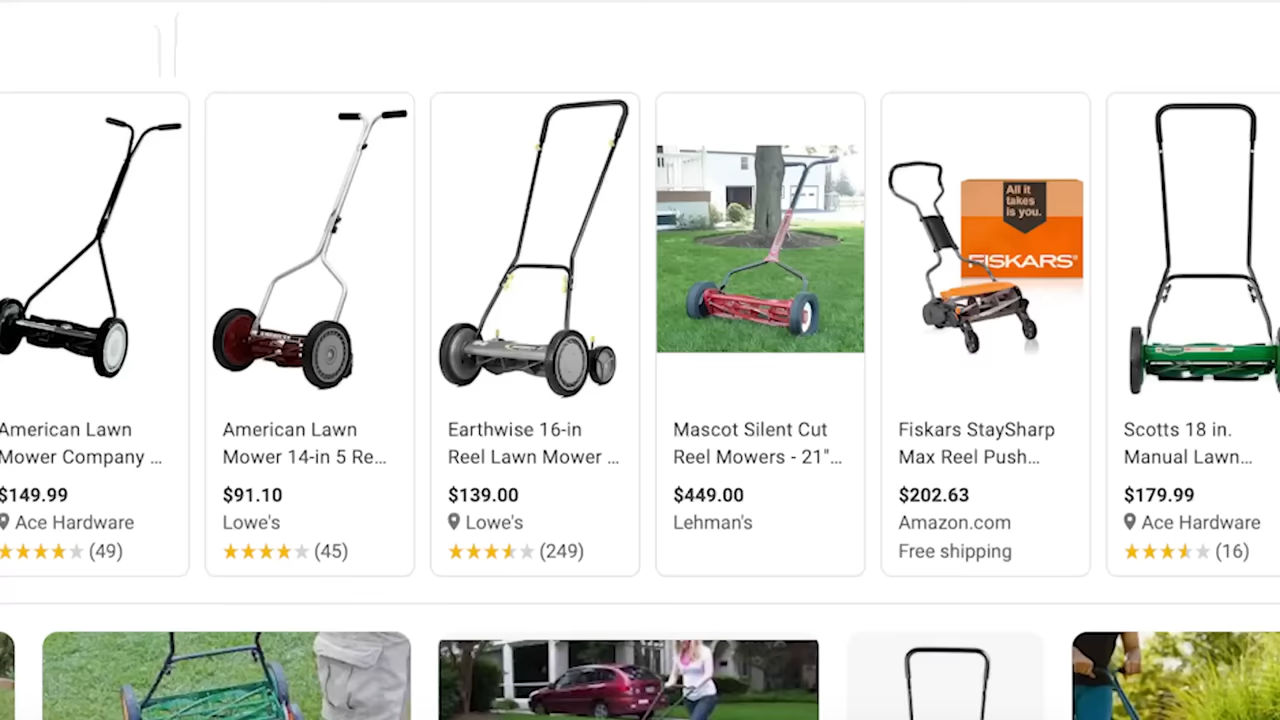 All it
takes
is you.
FISKARS®
American Lawn
Mower Company ...
$149.99
Ace Hardware
(49)
American Lawn
Mower 14-in 5 Re...
$91.10
Lowe's
(45)
Earthwise 16-in
Reel Lawn Mower ...
$139.00
Lowe's
(249)
Mascot Silent Cut
Reel Mowers - 21"...
$449.00
Lehman's
Fiskars StaySharp
Max Reel Push...
$202.63
Amazon.com
Free shipping
Scotts 18 in.
Manual Lawn...
$179.99
Ace Hardware
(16)